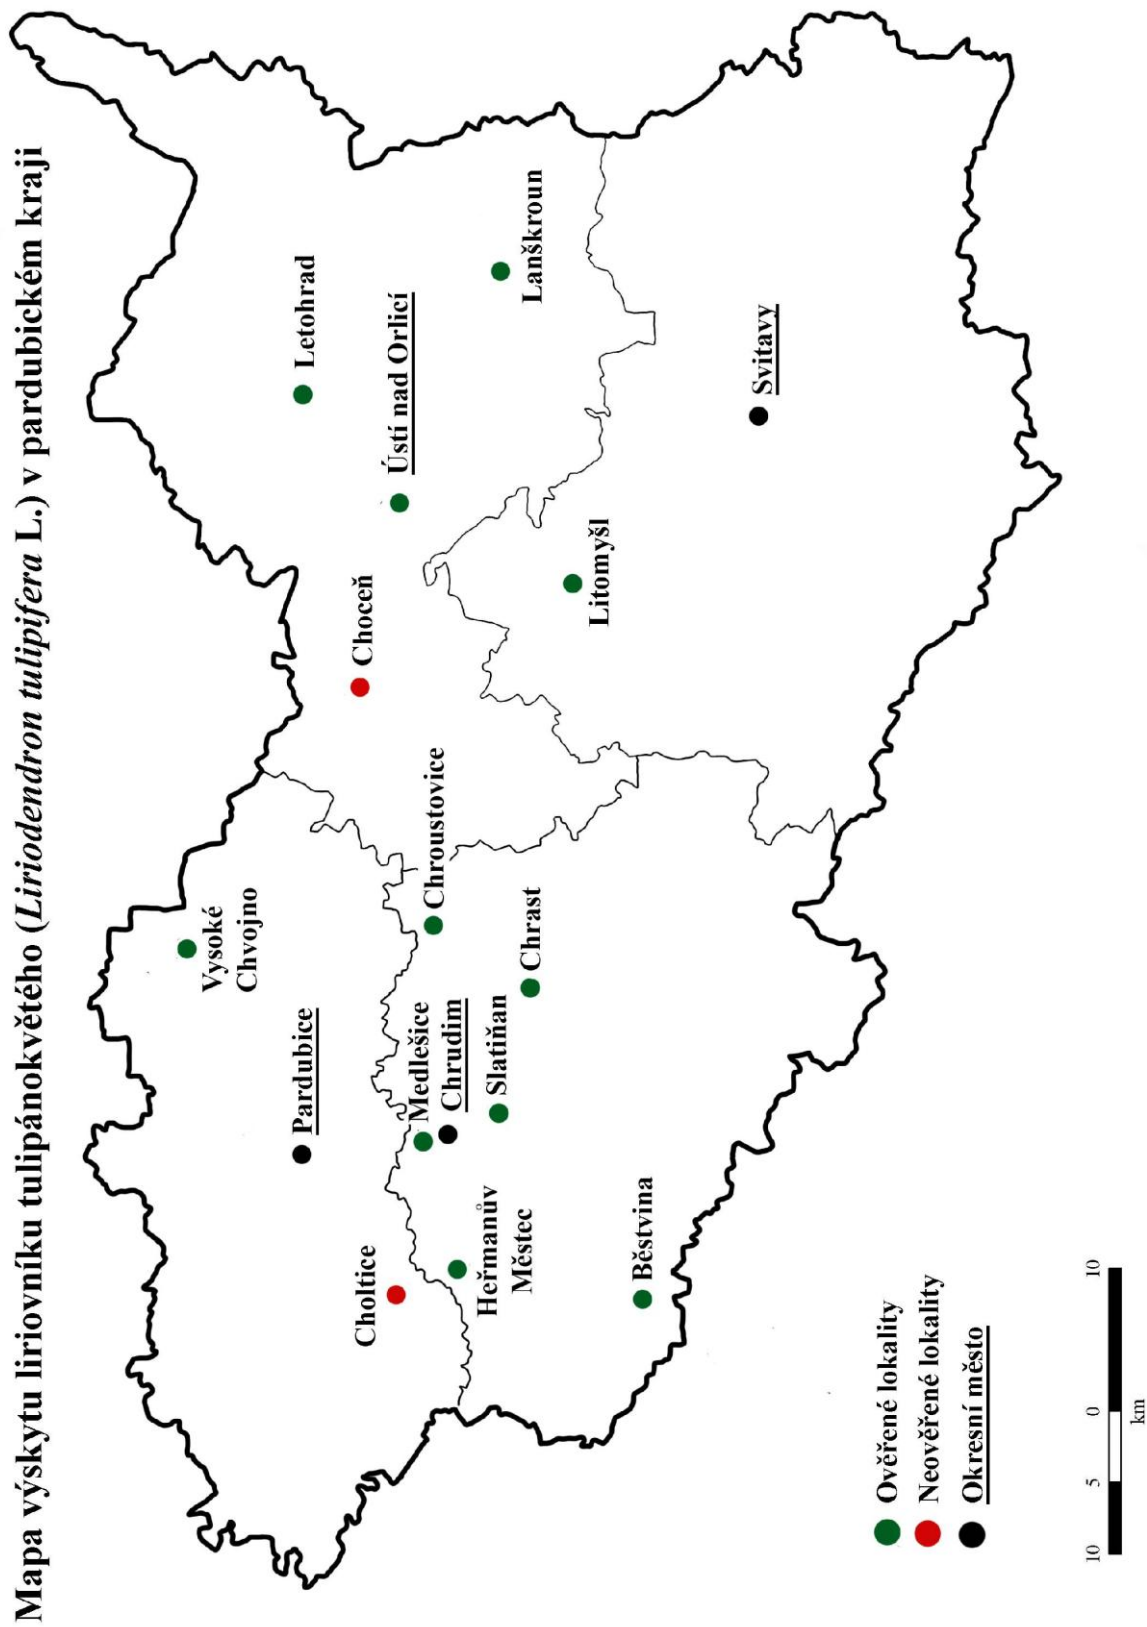 Mapa výskytu liriovníku tulipánokvětého (Liriodendron tulipifera L.) v pardubickém kraji
Vysoké
Chvojno
Letohrad
Pardubice
Choceň
Ústí nad Orlicí
Choltice
Medlešice
Chroustovice
Chrudim
Heřmanův
Městec
Slatiňan
Chrast
Lanškroun
Litomyšl
Běstvina
Svitavy
Ověřené lokality
Neověřené lokality
Okresní město
10 5 0 10
km